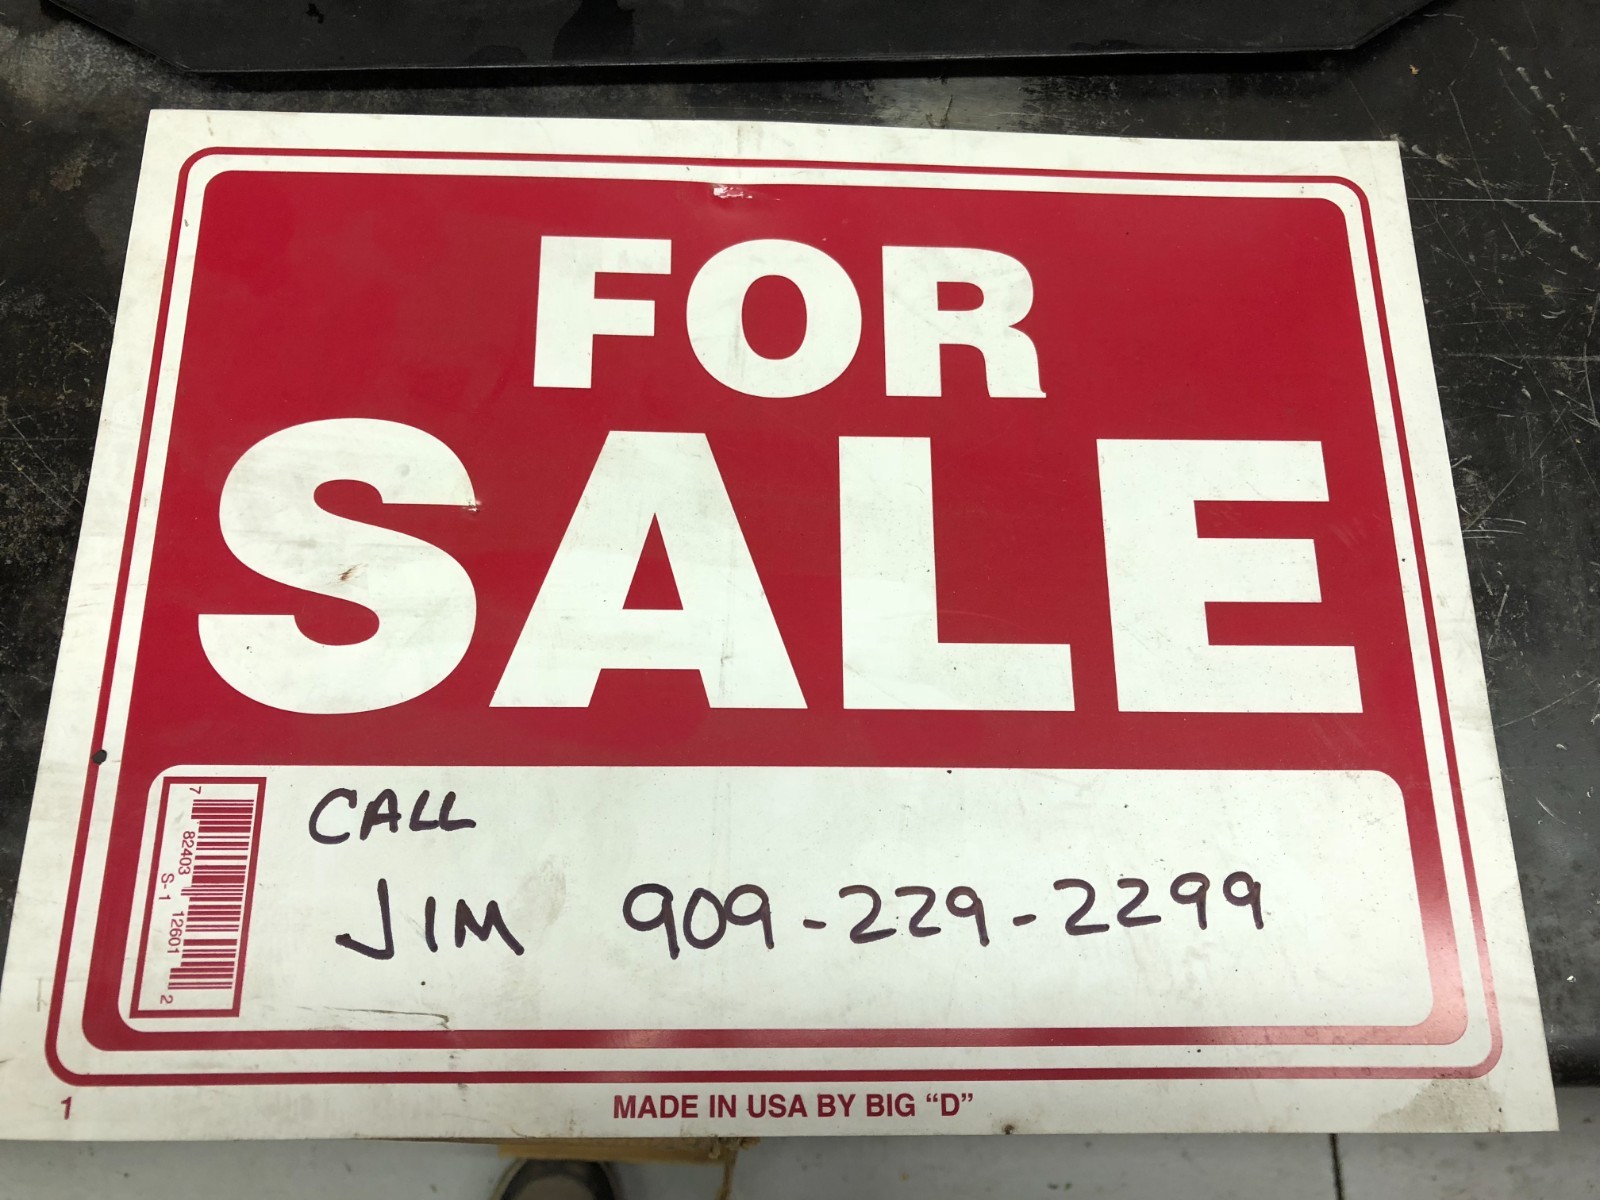 FOR
SALE
CALL
JIM 909-229-2299
7 82403 12601 2
S-1
1
MADE IN USA BY BIG “D”